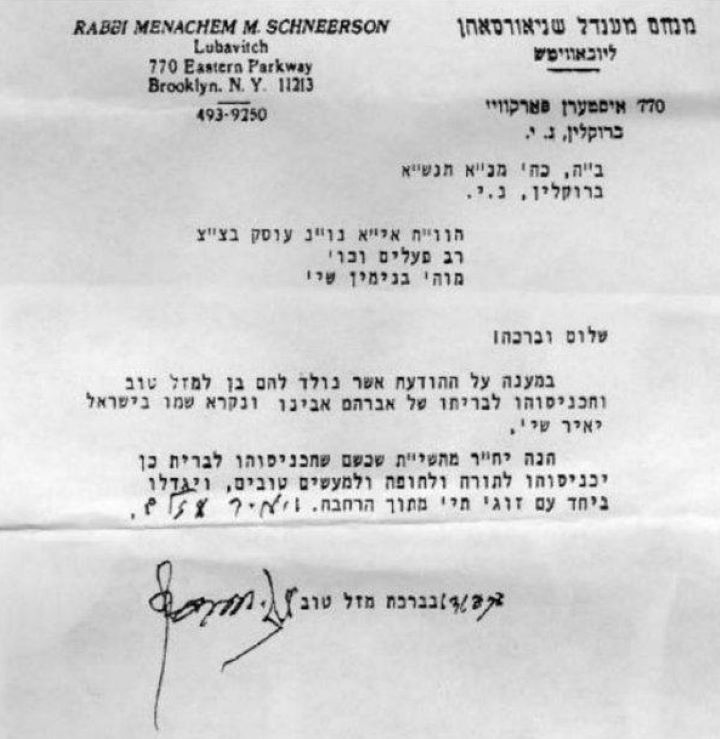 RABBI MENACHEM M. SCHNEERSON
Lubavitch
770 Eastern Parkway
Brooklyn, N. Y. 11213
493-9250
מנחם מענדל שניאורסאהן
ליובאוויטש
770 איסטערן פארקוויי
ברוקלין, נ. י.
ב"ה, כה' מנ"א תנש"א
ברוקלין, נ.י.
הוו"ח אי"א נו"נ עוסק בצ"צ
רב פעלים וכו'
מוה' בנימין שי'
שלום וברכה!
במענה על ההודעה אשר נולד להם בן למזל טוב
והכניסוהו לבריתו של אברהם אבינו ונקרא שמו בישראל
יאיר שי',
הנה יה"ר מהשי"ת שכשם שהכניסוהו לברית כן
יכניסוהו לתורה ולחופה ולמעשים טובים, ויגדלו
ביחד עם זוג' תי' מתוך הרחבה.
בברכת מזל טוב